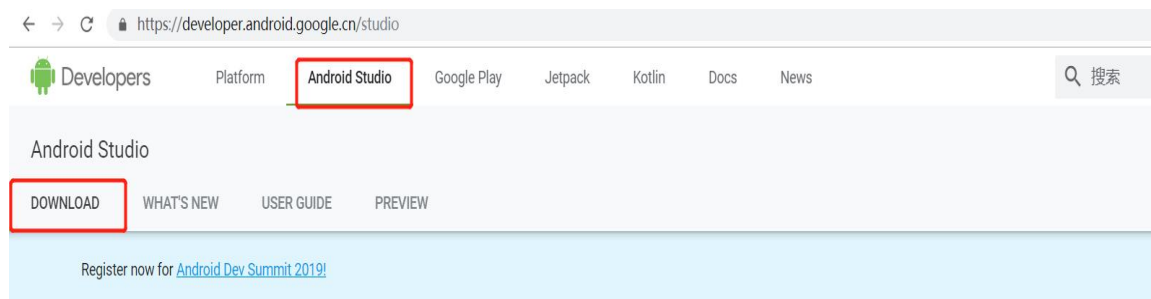 https://developer.android.google.cn/studio
Developers Platform Android Studio Google Play Jetpack Kotlin Docs News 搜索
Android Studio
DOWNLOAD WHAT'S NEW USER GUIDE PREVIEW
Register now for Android Dev Summit 2019!